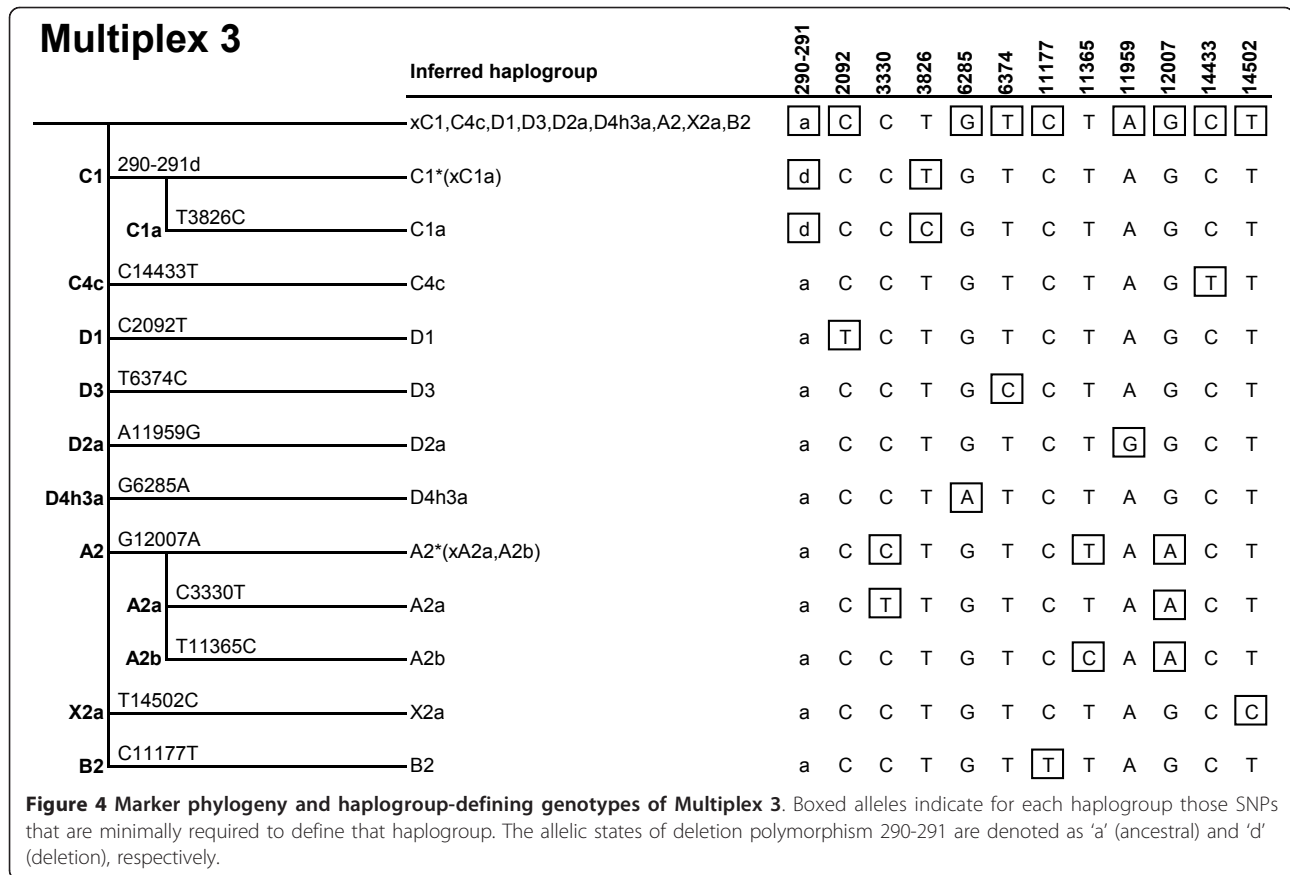 Multiplex 3
Inferred haplogroup 290-291 2092 3330 3826 6285 6374 11177 11365 11959 12007 14433 14502
xC1,C4c,D1,D3,D2a,D4h3a,A2,X2a,B2 a C C T G T C T A G C T
C1 290-291d C1*(xC1a) d C C T G T C T A G C T
C1a T3826C C1a d C C C G T C T A G C T
C4c C14433T C4c a C C T G T C T A G T T
D1 C2092T D1 a T C T G T C T A G C T
D3 T6374C D3 a C C T G C C T A G C T
D2a A11959G D2a a C C T G T C T G G C T
D4h3a G6285A D4h3a a C C T A T C T A G C T
A2 G12007A A2*(xA2a,A2b) a C C T G T C T A A C T
A2a C3330T A2a a C T T G T C T A A C T
A2b T11365C A2b a C C T G T C C A A C T
X2a T14502C X2a a C C T G T C T A G C C
B2 C11177T B2 a C C T G T T T A G C T
Figure 4 Marker phylogeny and haplogroup-defining genotypes of Multiplex 3. Boxed alleles indicate for each haplogroup those SNPs
that are minimally required to define that haplogroup. The allelic states of deletion polymorphism 290-291 are denoted as ‘a’ (ancestral) and ‘d’
(deletion), respectively.